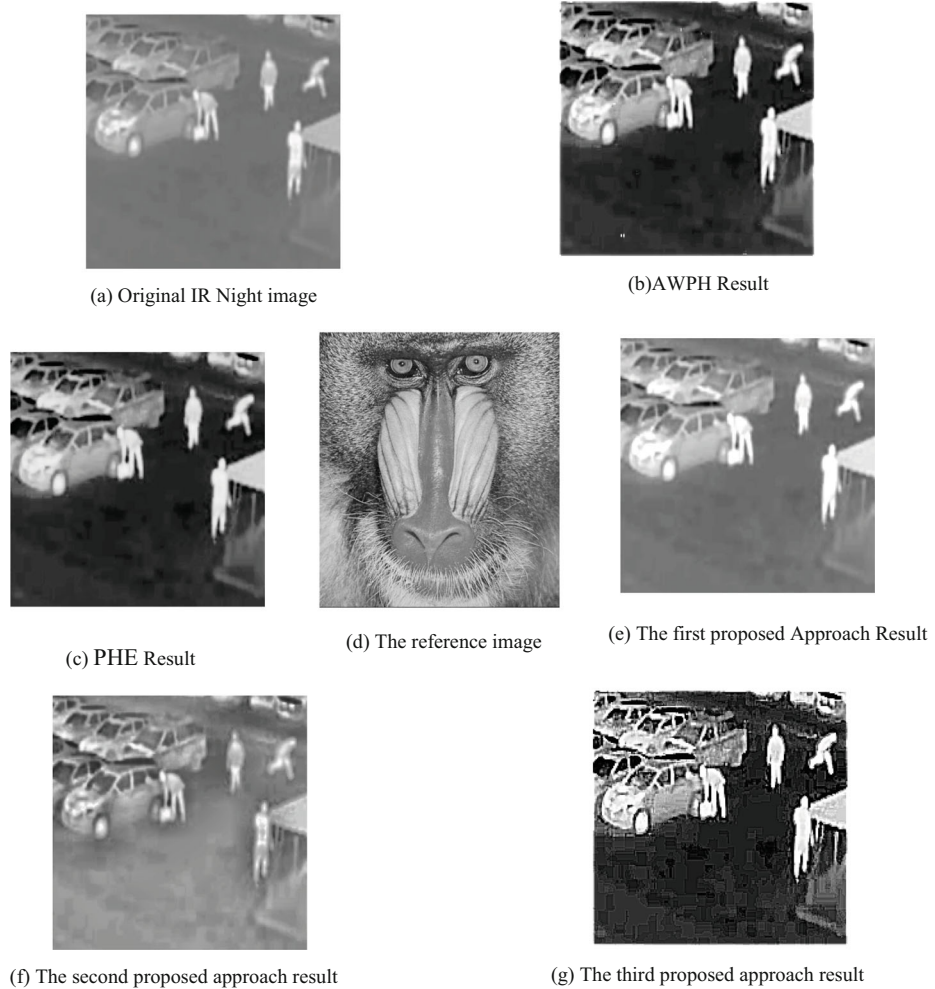 (a) Original IR Night image
(b)AWPH Result
(c) PHE Result
(d) The reference image
(e) The first proposed Approach Result
(f) The second proposed approach result
(g) The third proposed approach result